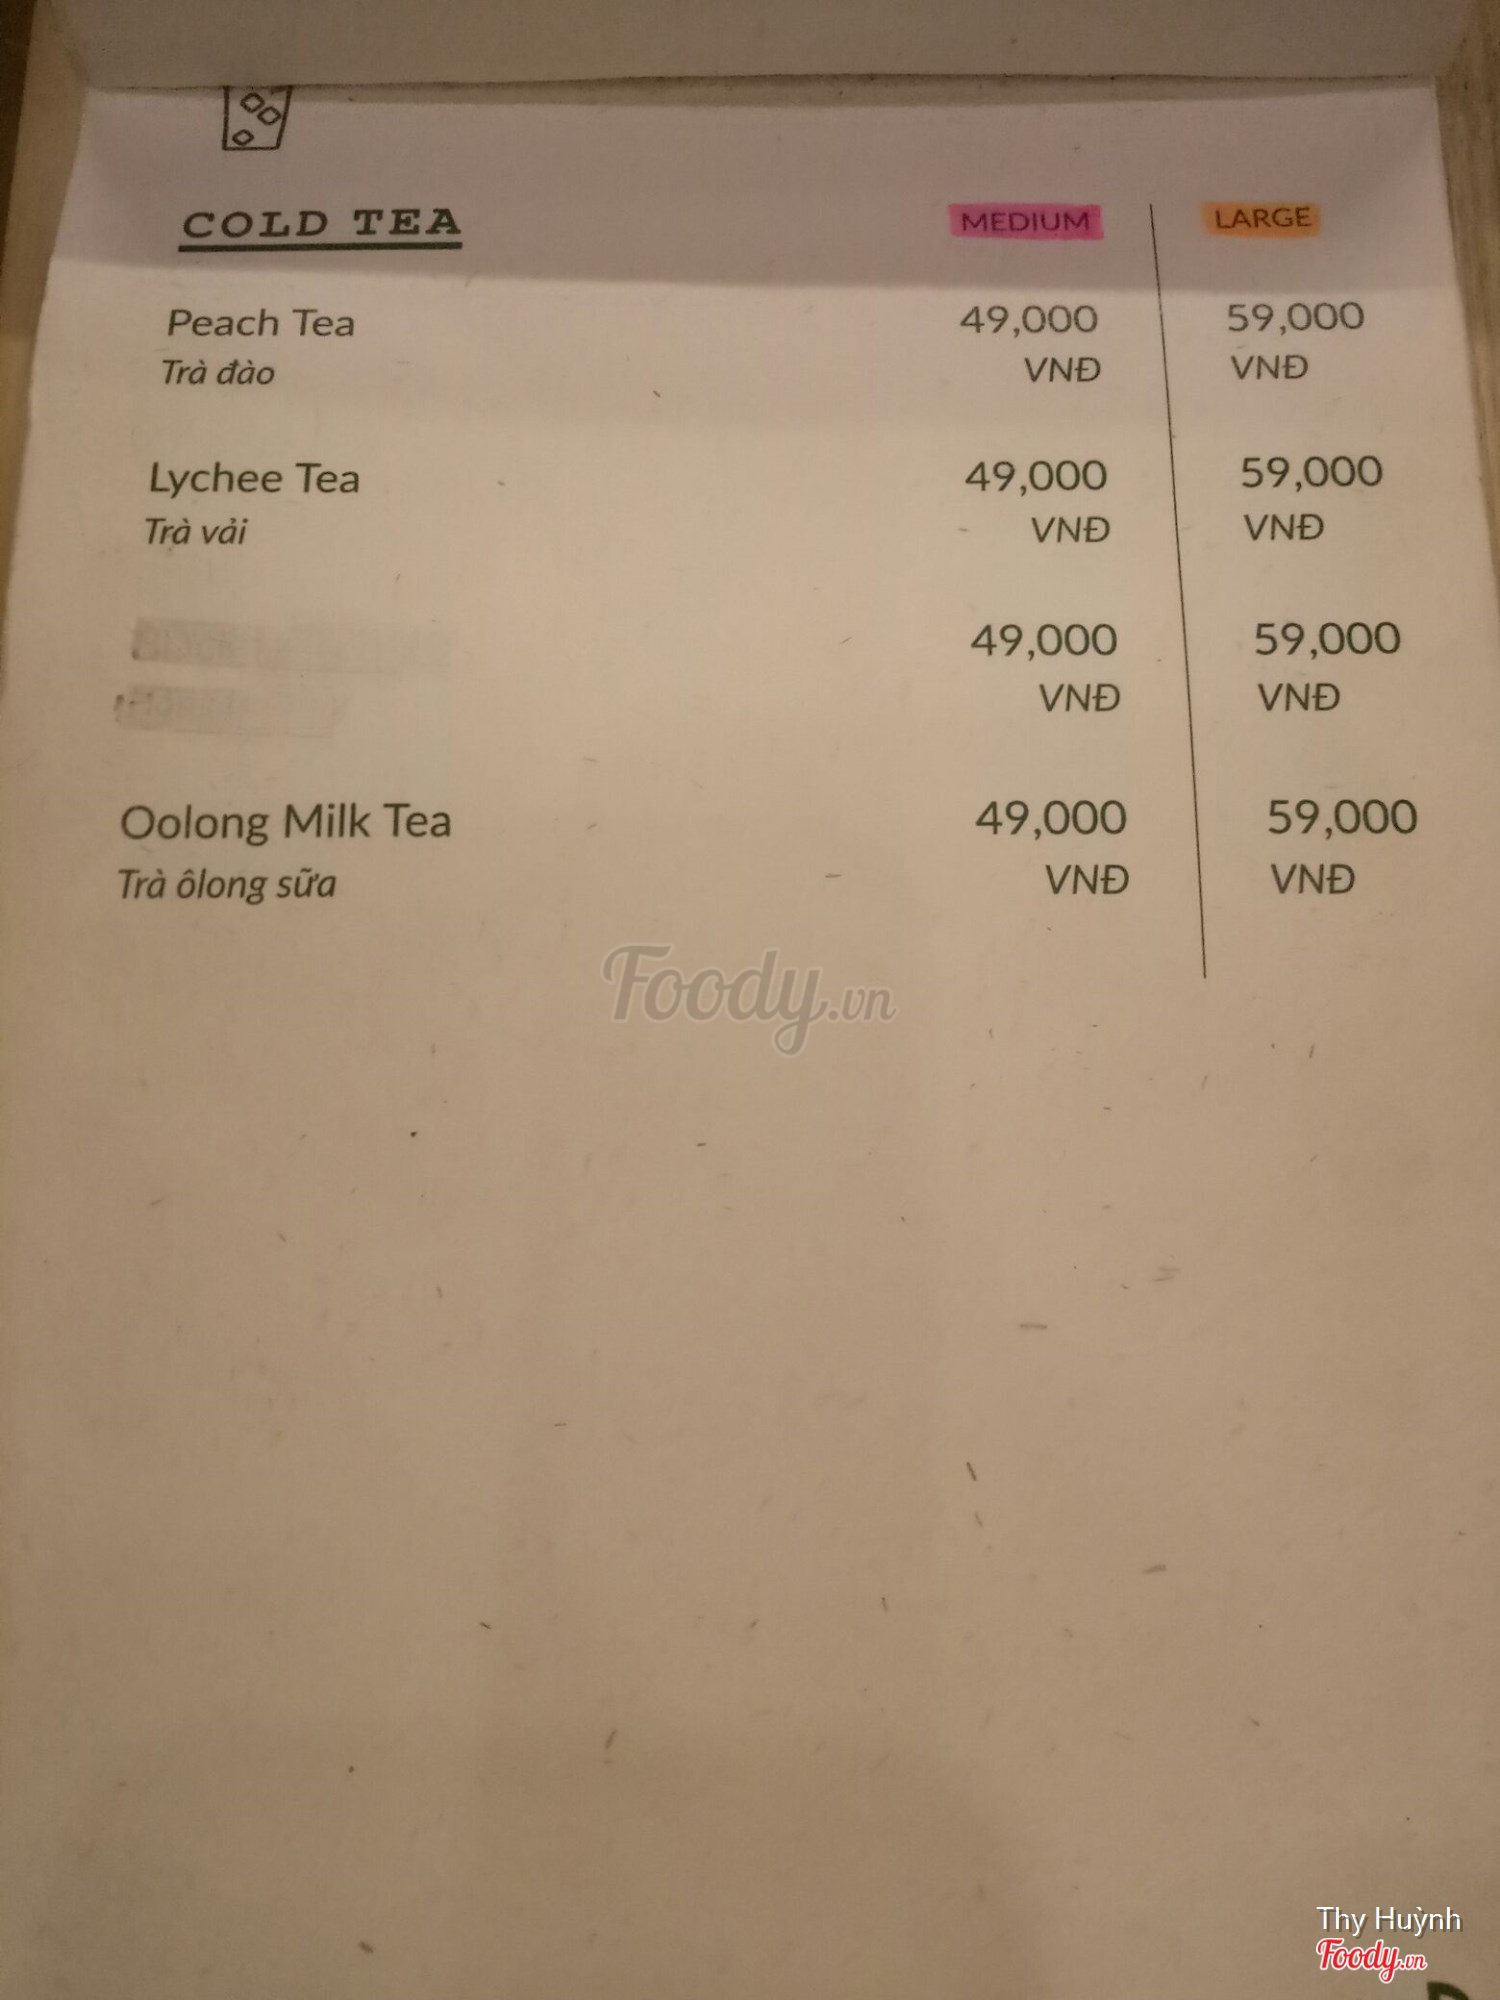 COLD TEA MEDIUM LARGE
Peach Tea 49,000 59,000
Trà đào VNĐ VNĐ
Lychee Tea 49,000 59,000
Trà vải VNĐ VNĐ
49,000 59,000
VNĐ VNĐ
Oolong Milk Tea 49,000 59,000
Trà ôlong sữa VNĐ VNĐ
Foody.vn
Thy Huỳnh
Foody.vn